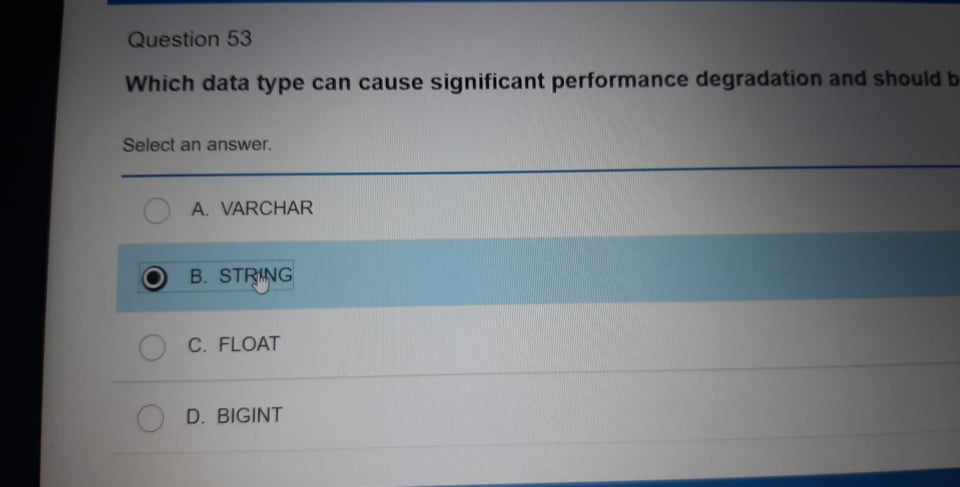 Question 53
Which data type can cause significant performance degradation and should
Select an answer.
A. VARCHAR
B. STRING
C. FLOAT
D. BIGINT